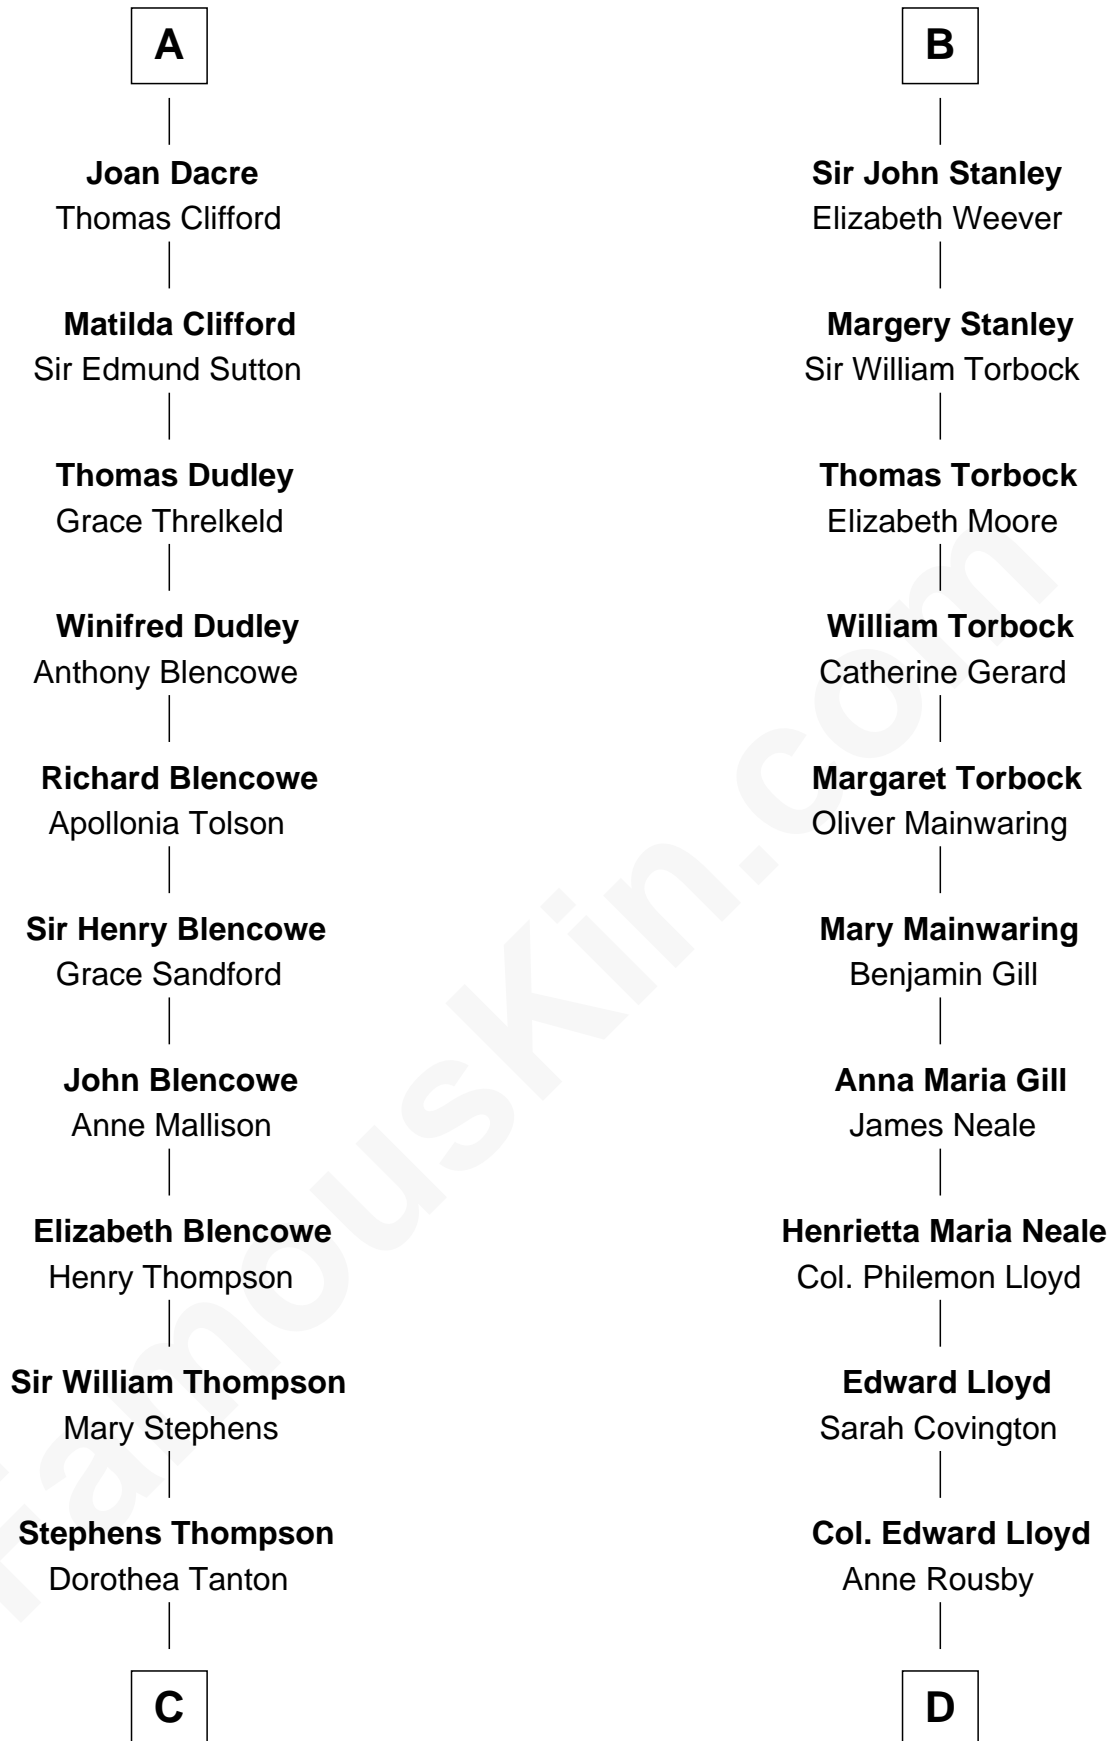 A
Joan Dacre
Thomas Clifford
Matilda Clifford
Sir Edmund Sutton
Thomas Dudley
Grace Threlkeld
Winifred Dudley
Anthony Blencowe
Richard Blencowe
Apollonia Tolson
Sir Henry Blencowe
Grace Sandford
John Blencowe
Anne Mallison
Elizabeth Blencowe
Henry Thompson
Sir William Thompson
Mary Stephens
Stephens Thompson
Dorothea Tanton
C
B
Sir John Stanley
Elizabeth Weever
Margery Stanley
Sir William Torbock
Thomas Torbock
Elizabeth Moore
William Torbock
Catherine Gerard
Margaret Torbock
Oliver Mainwaring
Mary Mainwaring
Benjamin Gill
Anna Maria Gill
James Neale
Henrietta Maria Neale
Col. Philemon Lloyd
Edward Lloyd
Sarah Covington
Col. Edward Lloyd
Anne Rousby
D
FamousKin.com